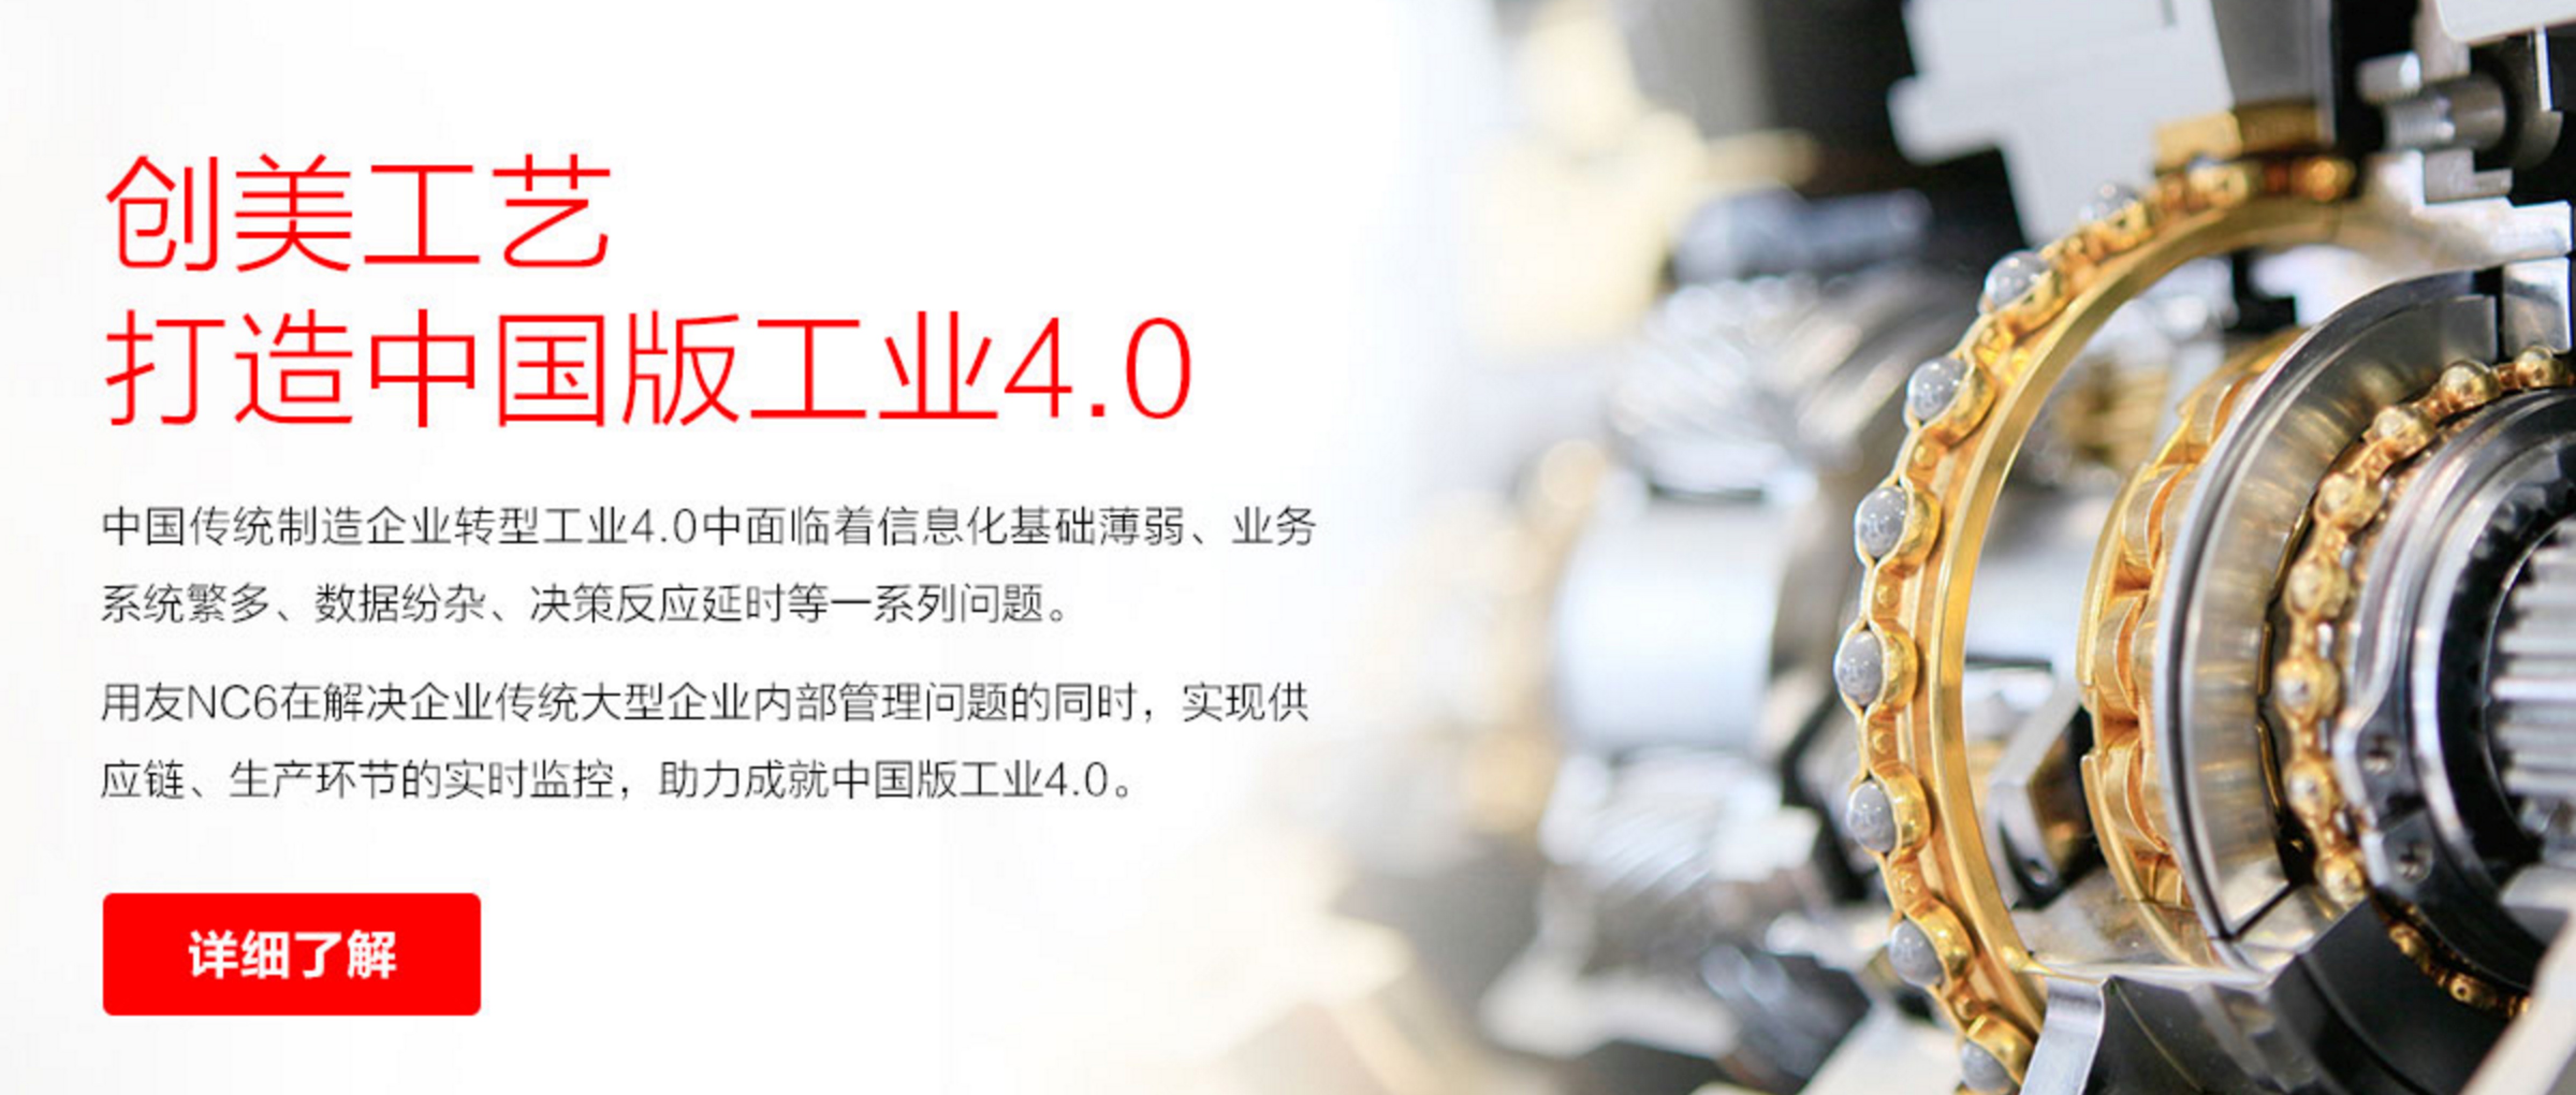 创美工艺
打造中国版工业4.0
中国传统制造企业转型工业4.0中面临着信息化基础薄弱、业务
系统繁多、数据纷杂、决策反应延时等一系列问题。
用友NC6在解决企业传统大型企业内部管理问题的同时，实现供
应链、生产环节的实时监控，助力成就中国版工业4.0。
详细了解